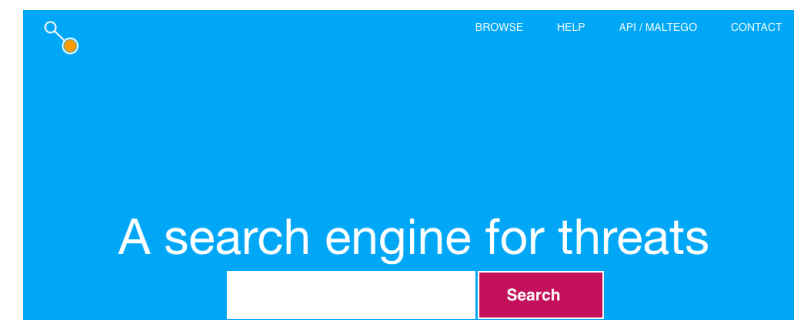 BROWSE HELP API / MALTEGO CONTACT
A search engine for threats
Search